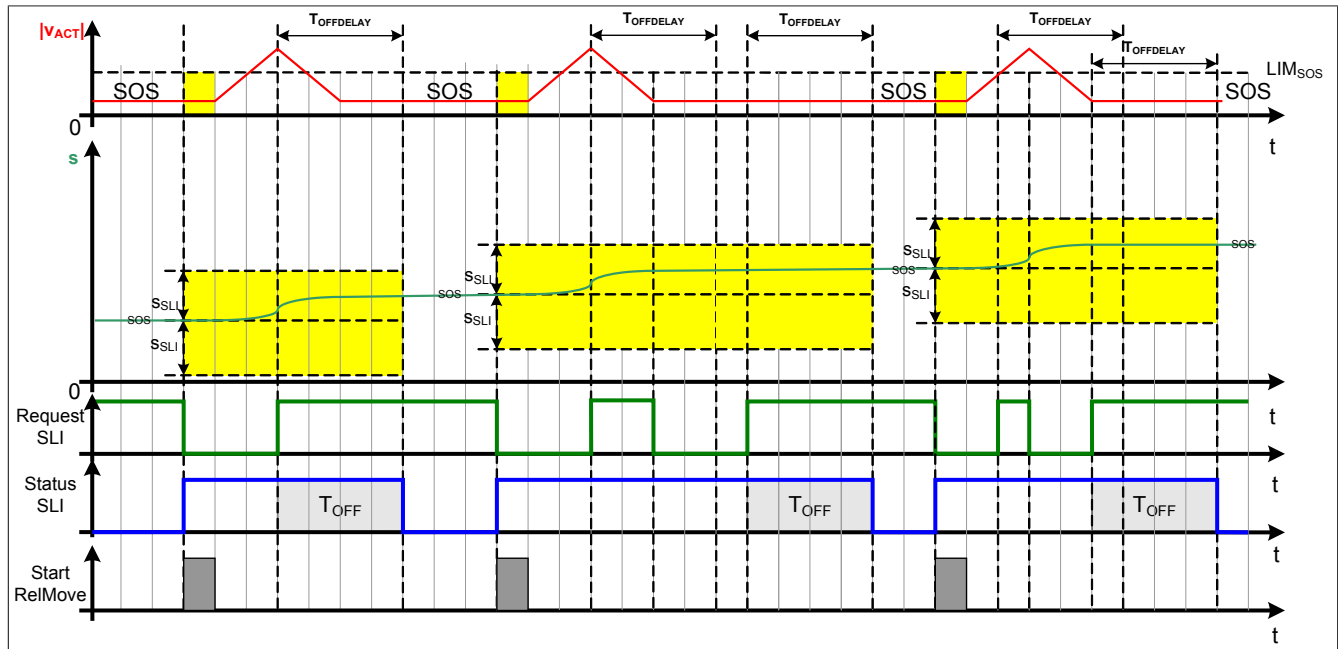 |vACT|
TOFFDELAY
TOFFDELAY
TOFFDELAY
TOFFDELAY
TOFFDELAY
LIMSOS
SOS
SOS
SOS
SOS
0
t
s
SOS
SOS
SOS
SOS
sSLI
sSLI
sSLI
sSLI
sSLI
sSLI
0
t
Request
SLI
t
Status
SLI
TOFF
TOFF
TOFF
t
Start
RelMove
t
t